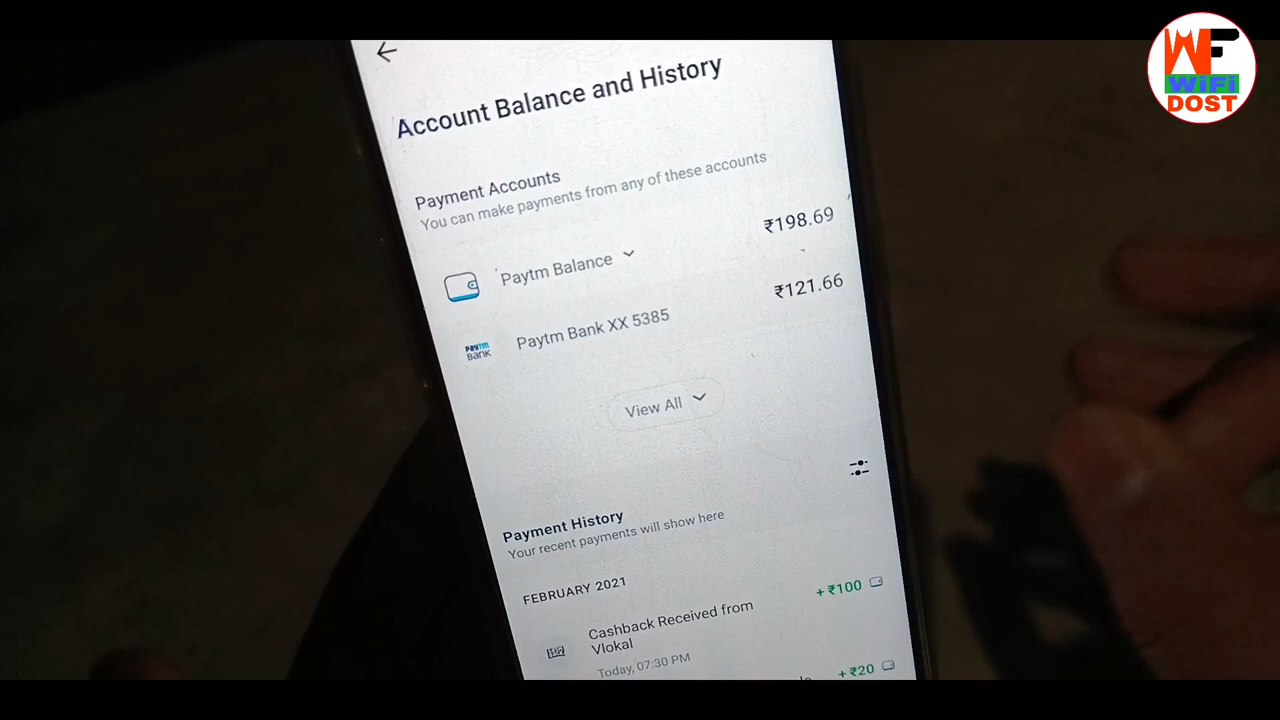 WF
WiFi
DOST
Account Balance and History
Payment Accounts
You can make payments from any of these accounts
Paytm Balance ₹198.69
Paytm Bank
Paytm Bank XX 5385 ₹121.66
View All
Payment History
Your recent payments will show here
FEBRUARY 2021
Cashback Received from
Vlokal
+ ₹100
Today, 07:30 PM
+ ₹20